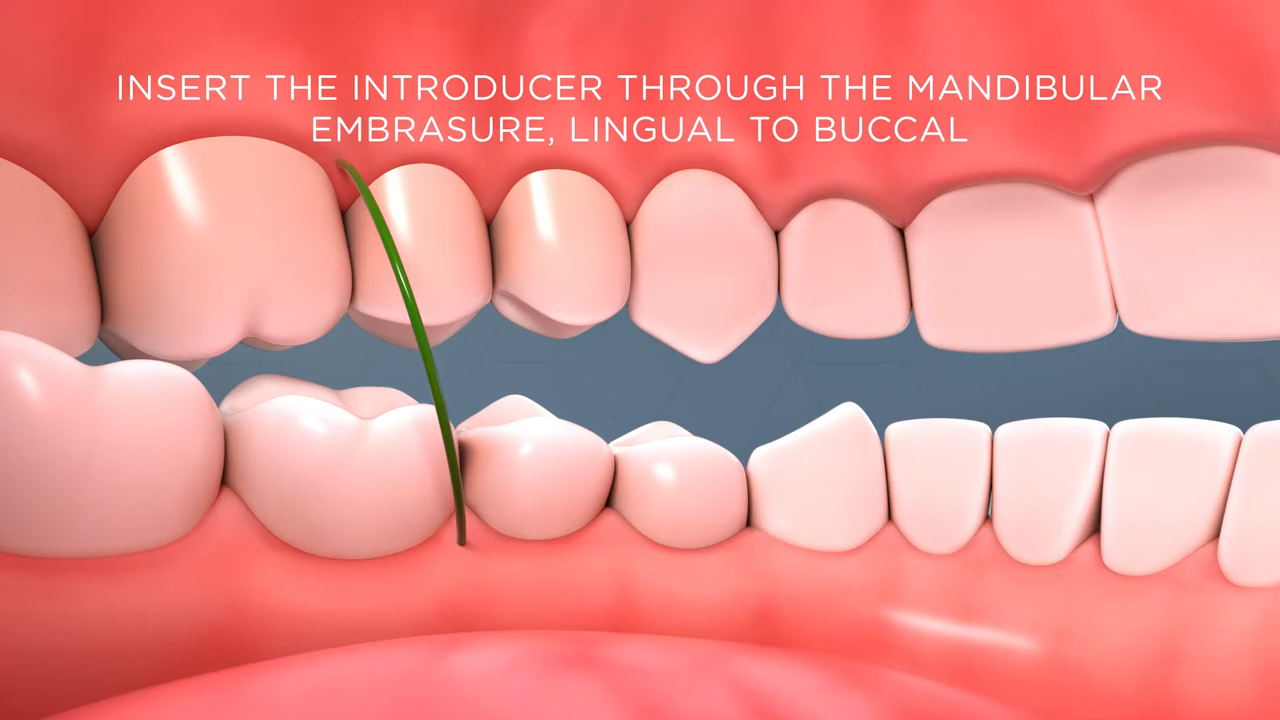 INSERT THE INTRODUCER THROUGH THE MANDIBULAR
EMBRASURE, LINGUAL TO BUCCAL